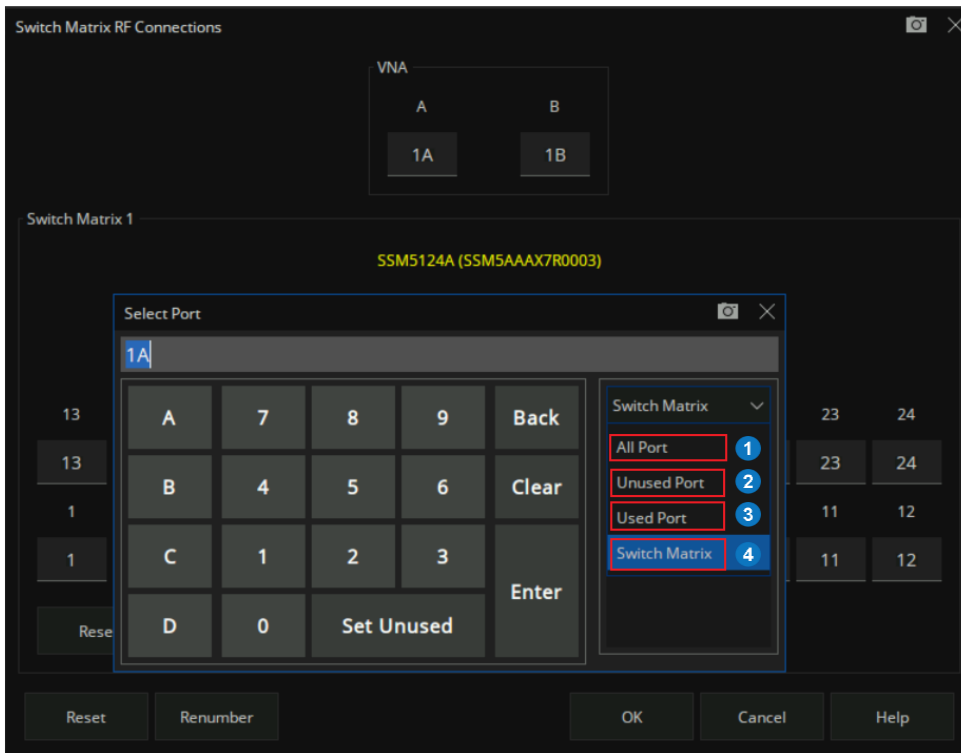 Switch Matrix RF Connections
VNA
A B
1A 1B
Switch Matrix 1
SSM5124A (SSM5AAAX7R0003)
Select Port
1A
13 A 7 8 9 Back Switch Matrix 23 24
All Port 1
13 B 4 5 6 Clear Unused Port 2 23 24
1 Used Port 3 11 12
1 C 1 2 3 Switch Matrix 4 11 12
Enter
Rese D 0 Set Unused
Reset Renumber OK Cancel Help